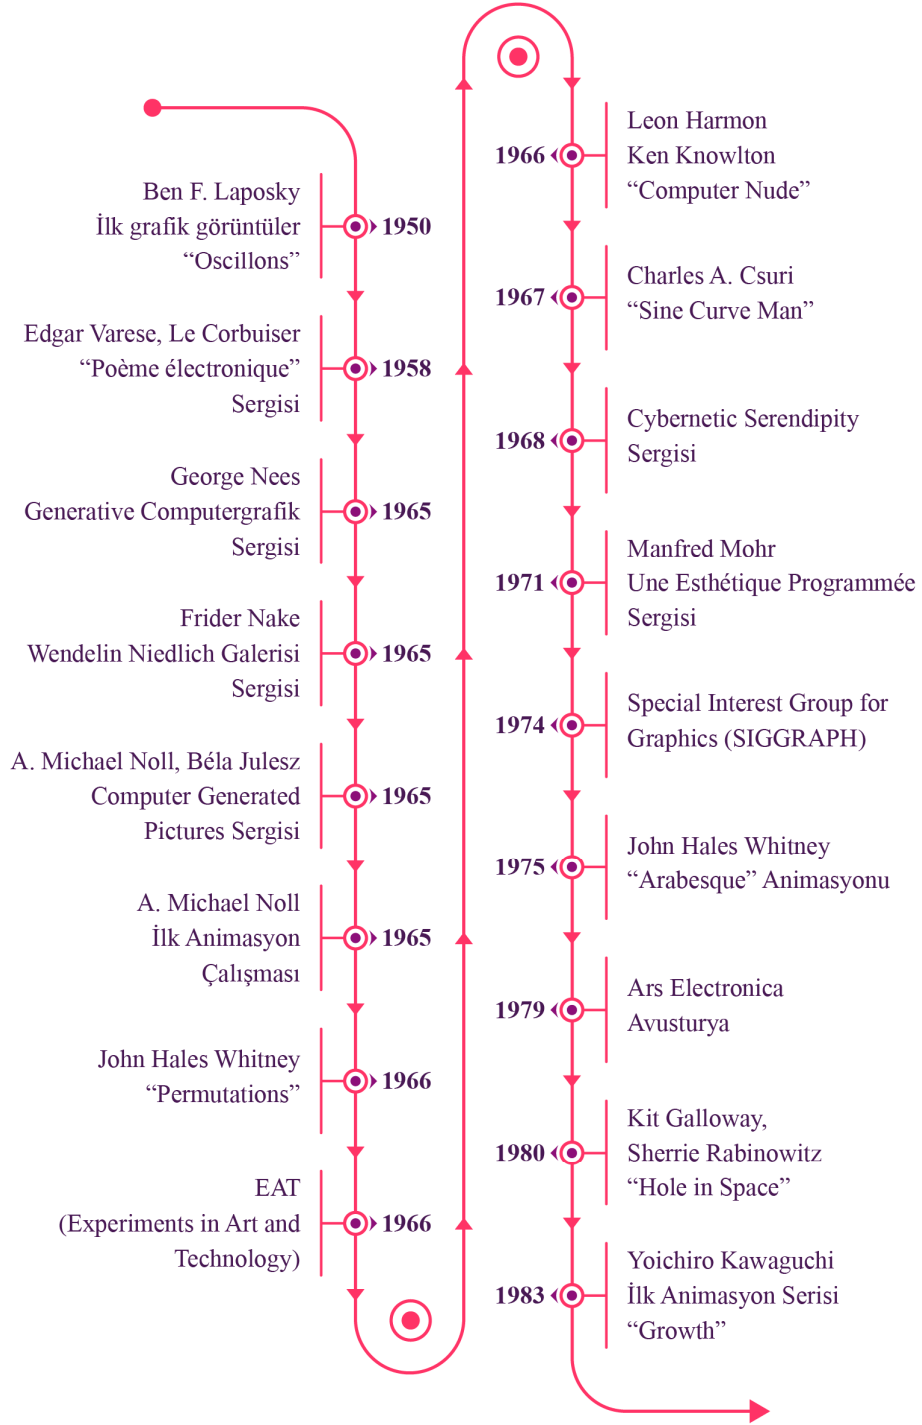 Ben F. Laposky
İlk grafik görüntüler
“Oscillons”
1950
Edgar Varese, Le Corbuiser
“Poème électronique”
Sergisi
1958
George Nees
Generative Computergrafik
Sergisi
1965
Frider Nake
Wendelin Niedlich Galerisi
Sergisi
1965
A. Michael Noll, Béla Julesz
Computer Generated
Pictures Sergisi
1965
A. Michael Noll
İlk Animasyon
Çalışması
1965
John Hales Whitney
“Permutations”
1966
EAT
(Experiments in Art and
Technology)
1966
1966
Leon Harmon
Ken Knowlton
“Computer Nude”
1967
Charles A. Csuri
“Sine Curve Man”
1968
Cybernetic Serendipity
Sergisi
1971
Manfred Mohr
Une Esthétique Programmée
Sergisi
1974
Special Interest Group for
Graphics (SIGGRAPH)
1975
John Hales Whitney
“Arabesque” Animasyonu
1979
Ars Electronica
Avusturya
1980
Kit Galloway,
Sherrie Rabinowitz
“Hole in Space”
1983
Yoichiro Kawaguchi
İlk Animasyon Serisi
“Growth”